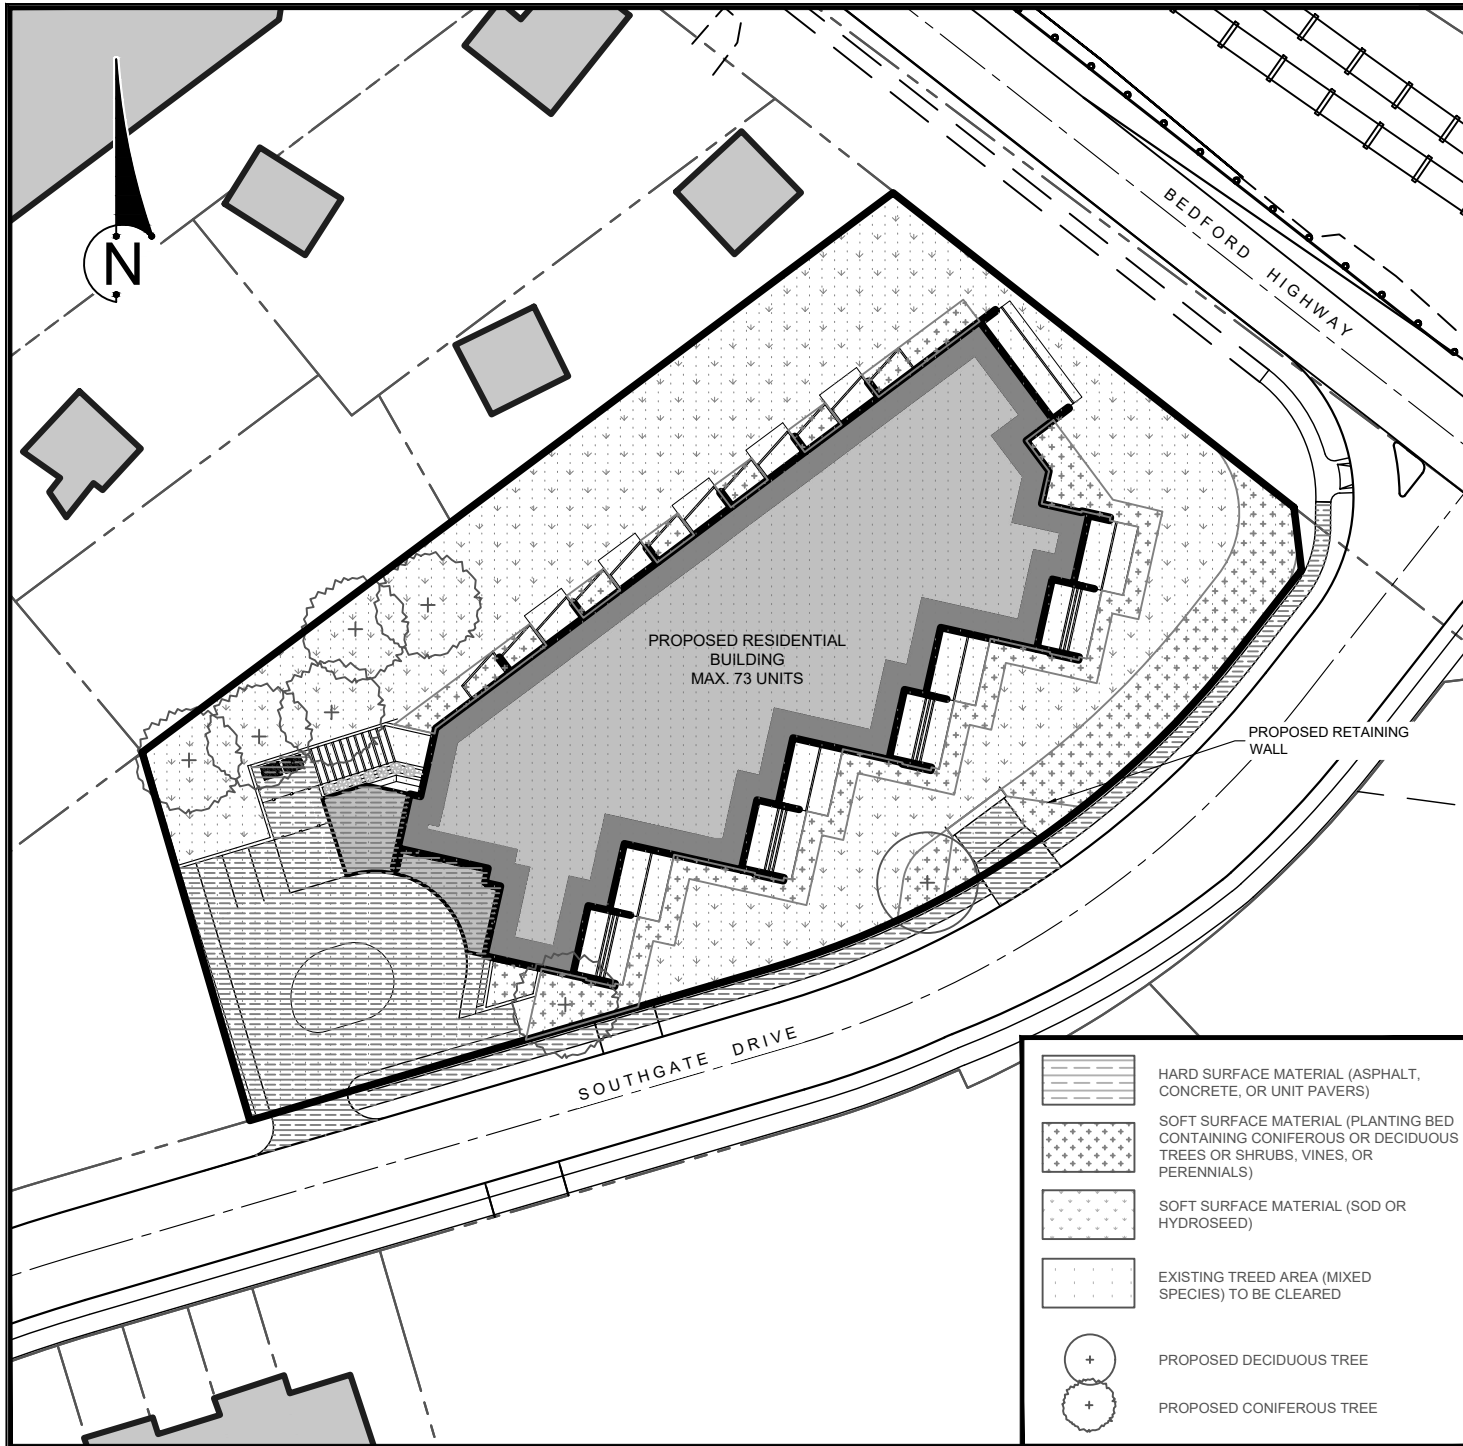 N
BEDFORD HIGHWAY
PROPOSED RESIDENTIAL
BUILDING
MAX. 73 UNITS
PROPOSED RETAINING
WALL
SOUTHGATE DRIVE
HARD SURFACE MATERIAL (ASPHALT,
CONCRETE, OR UNIT PAVERS)
SOFT SURFACE MATERIAL (PLANTING BED
CONTAINING CONIFEROUS OR DECIDUOUS
TREES OR SHRUBS, VINES, OR
PERENNIALS)
SOFT SURFACE MATERIAL (SOD OR
HYDROSEED)
EXISTING TREED AREA (MIXED
SPECIES) TO BE CLEARED
PROPOSED DECIDUOUS TREE
PROPOSED CONIFEROUS TREE